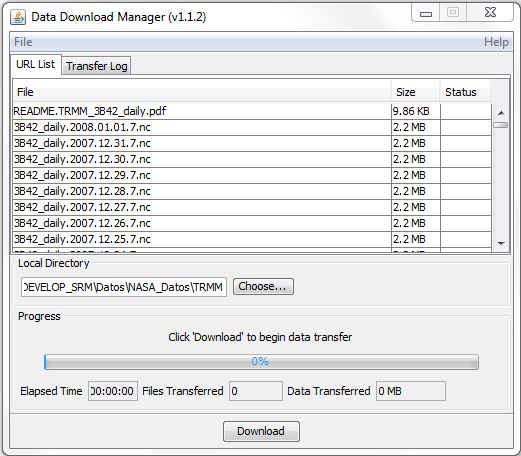 Data Download Manager (v1.1.2)
File Help
URL List Transfer Log
File Size Status
README.TRMM_3B42_daily.pdf 9.86 KB
3B42_daily.2008.01.01.7.nc 2.2 MB
3B42_daily.2007.12.31.7.nc 2.2 MB
3B42_daily.2007.12.30.7.nc 2.2 MB
3B42_daily.2007.12.29.7.nc 2.2 MB
3B42_daily.2007.12.28.7.nc 2.2 MB
3B42_daily.2007.12.27.7.nc 2.2 MB
3B42_daily.2007.12.26.7.nc 2.2 MB
3B42_daily.2007.12.25.7.nc 2.2 MB
Local Directory
DEVELOP_SRM\Datos\NASA_Datos\TRMM Choose...
Progress
Click 'Download' to begin data transfer
0%
Elapsed Time 00:00:00 Files Transferred 0 Data Transferred 0 MB
Download